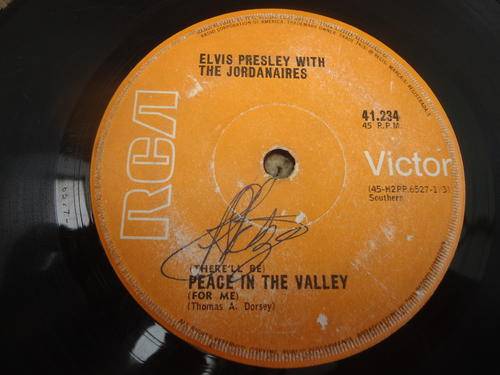 ELVIS PRESLEY WITH
THE JORDANAIRES
41.234
45 R.P.M.
RCA
Victor
(45-H2PP.6527-1/3)
Southern
(THERE'LL BE)
PEACE IN THE VALLEY
(FOR ME)
(Thomas A. Dorsey)